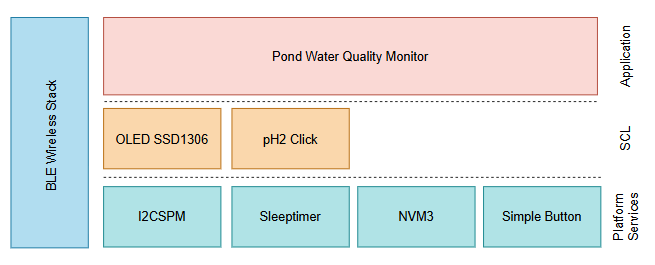 BLE Wireless Stack
Pond Water Quality Monitor
Application
OLED SSD1306
pH2 Click
SCL
I2CSPM
Sleeptimer
NVM3
Simple Button
Platform
Services